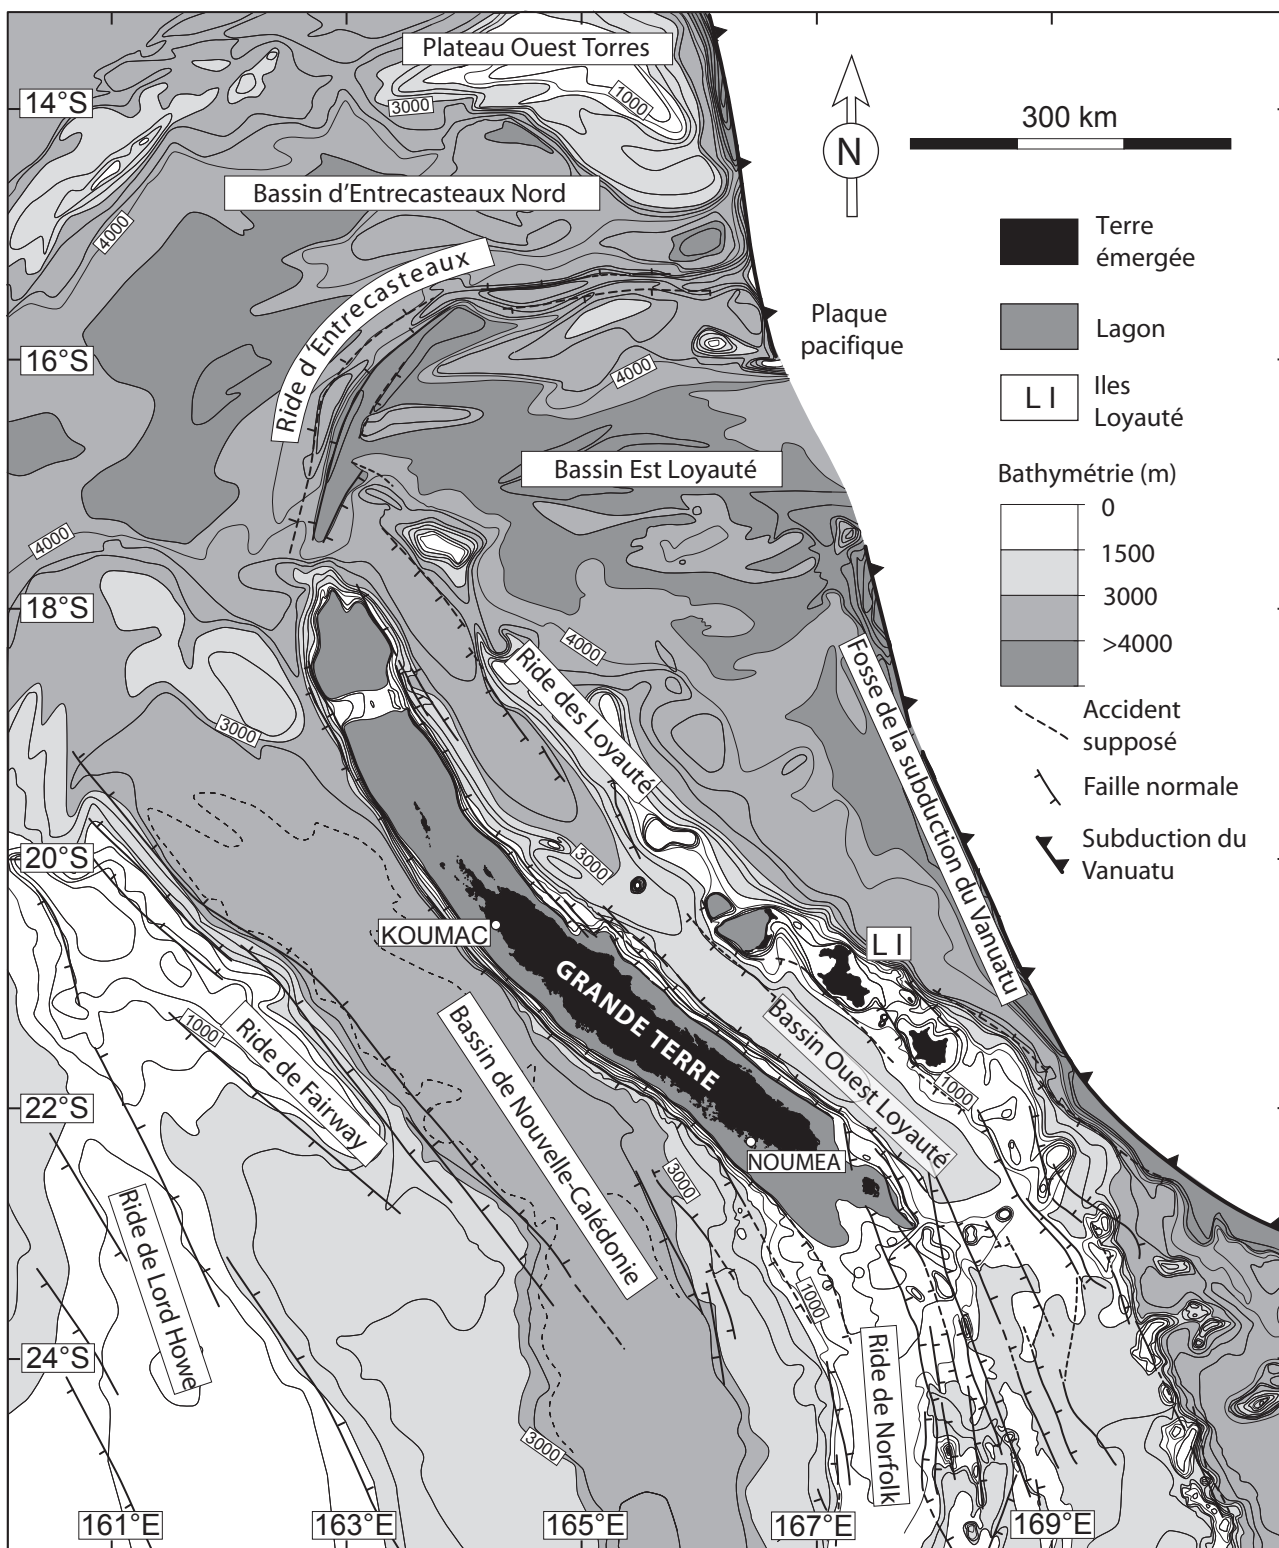 Plateau Ouest Torres
1000
3000
14°S
N
300 km
Bassin d'Entrecasteaux Nord
4000
Terre
émergée
Ride d'Entrecasteaux
Plaque
pacifique
Lagon
16°S
4000
L I
Iles
Loyauté
Bassin Est Loyauté
Bathymétrie (m)
0
1500
3000
>4000
4000
18°S
4000
Ride des Loyauté
Fosse de la subduction du Vanuatu
3000
Accident
supposé
Faille normale
Subduction du
Vanuatu
20°S
3000
KOUMAC
L I
GRANDE TERRE
Bassin Ouest Loyauté
1000
Ride de Fairway
Bassin de Nouvelle-Calédonie
1000
22°S
NOUMEA
3000
Ride de Lord Howe
1000
Ride de Norfolk
24°S
3000
161°E
163°E
165°E
167°E
169°E